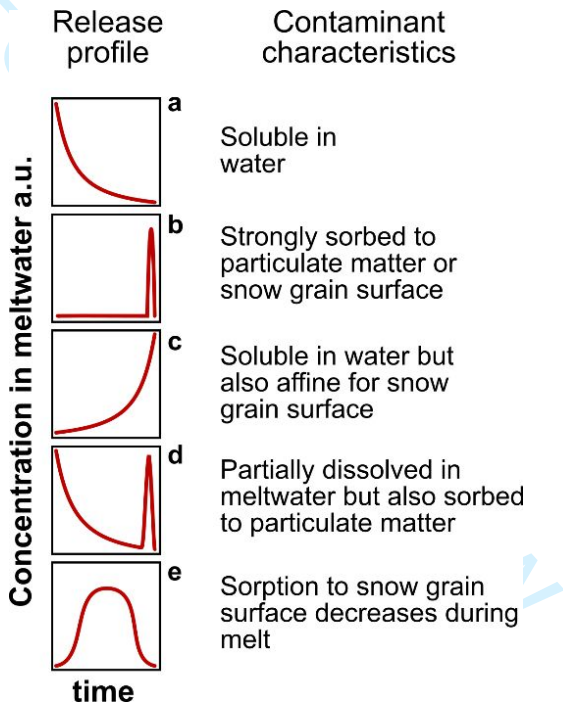 Release
profile
Contaminant
characteristics
Concentration in meltwater a.u.
a
Soluble in
water
b
Strongly sorbed to
particulate matter or
snow grain surface
c
Soluble in water but
also affine for snow
grain surface
d
Partially dissolved in
meltwater but also sorbed
to particulate matter
e
Sorption to snow grain
surface decreases during
melt
time